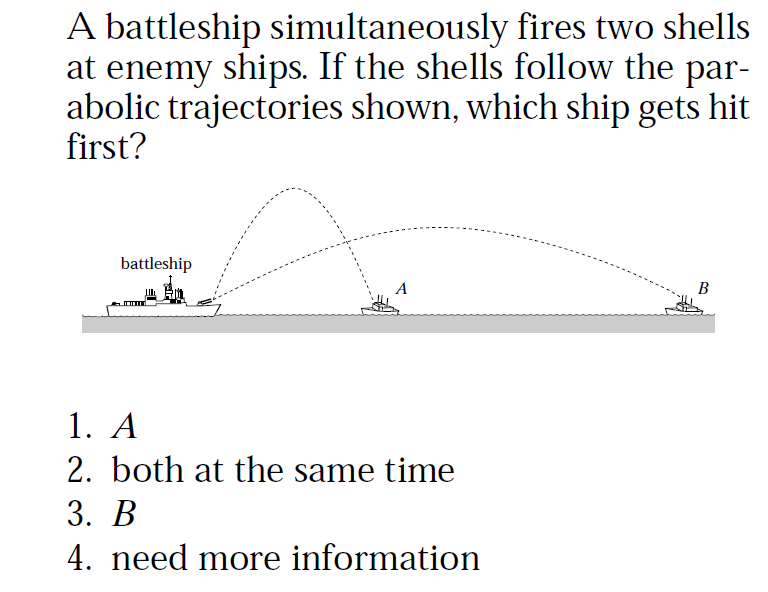 A battleship simultaneously fires two shells
at enemy ships. If the shells follow the par-
abolic trajectories shown, which ship gets hit
first?
battleship
A
B
1. A
2. both at the same time
3. B
4. need more information